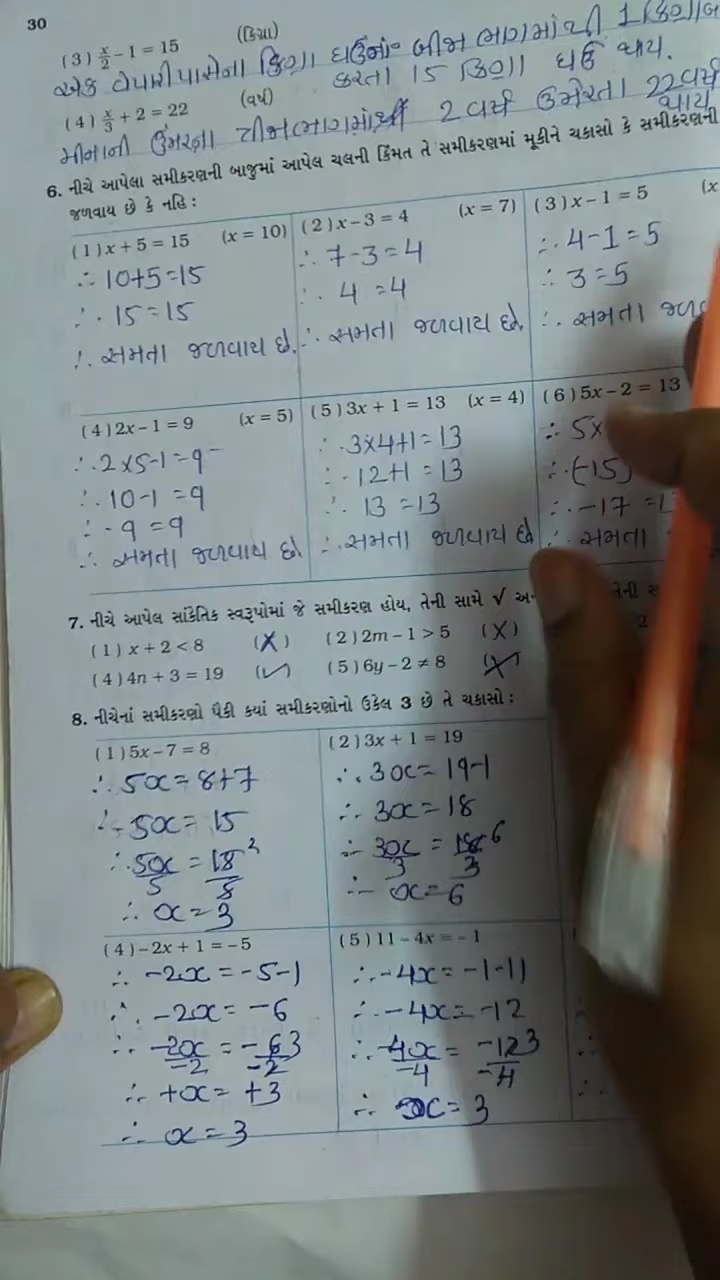 30
(3) x/2 - 1 = 15 (કિગ્રા)
એક વેપારી પાસેના કિગ્રા ઘઉંના બીજા ભાગમાંથી 1
કરતા 15 કિગ્રા ઘઉં થાય.
(4) x/3 + 2 = 22 (વર્ષ)
મીનાની ઉંમરના ત્રીજા ભાગમાં 2 વર્ષ ઉમેરતા 22 વર્ષ
થાય
6. નીચે આપેલા સમીકરણની બાજુમાં આપેલ ચલની કિંમત તે સમીકરણમાં મૂકીને ચકાસો કે સમીકરણની
જળવાય છે કે નહિ :
(1) x + 5 = 15 (x = 10)
∴ 10+5=15
∴ 15=15
∴ સમતા જળવાય છે.
(2) x - 3 = 4 (x = 7)
∴ 7-3=4
∴ 4=4
∴ સમતા જળવાય છે.
(3) x - 1 = 5 (x
∴ 4-1=5
∴ 3=5
∴ સમતા
(4) 2x - 1 = 9 (x = 5)
∴ 2×5-1=9
∴ 10-1=9
∴ 9=9
∴ સમતા જળવાય છે
(5) 3x + 1 = 13 (x = 4)
∴ 3×4+1=13
∴ 12+1=13
∴ 13=13
∴ સમતા જળવાય છે
(6) 5x - 2 = 13
∴ 5×
∴ (-15)
∴ -17 =
∴ સમતા
7. નીચે આપેલ સાંકેતિક સ્વરૂપોમાં જે સમીકરણ હોય, તેની સામે √
(1) x + 2 < 8 (X) (2) 2m - 1 > 5 (X)
(4) 4n + 3 = 19 (✓) (5) 6y - 2 ≠ 8 (X)
8. નીચેનાં સમીકરણો પૈકી કયાં સમીકરણોનો ઉકેલ 3 છે તે ચકાસો :
(1) 5x - 7 = 8
∴ 5x = 8+7
∴ 5x = 15
∴ 5x/5 = 15/5 3
∴ x = 3
(2) 3x + 1 = 19
∴ 3x = 19-1
∴ 3x = 18
∴ 3x/3 = 18/3 6
∴ x = 6
(4) -2x + 1 = -5
∴ -2x = -5-1
∴ -2x = -6
∴ -2x/-2 = -6/-2 3
∴ +x = +3
∴ x = 3
(5) 11 - 4x = -1
∴ -4x = -1-11
∴ -4x = -12
∴ -4x/-4 = -12/-4 3
∴ x = 3